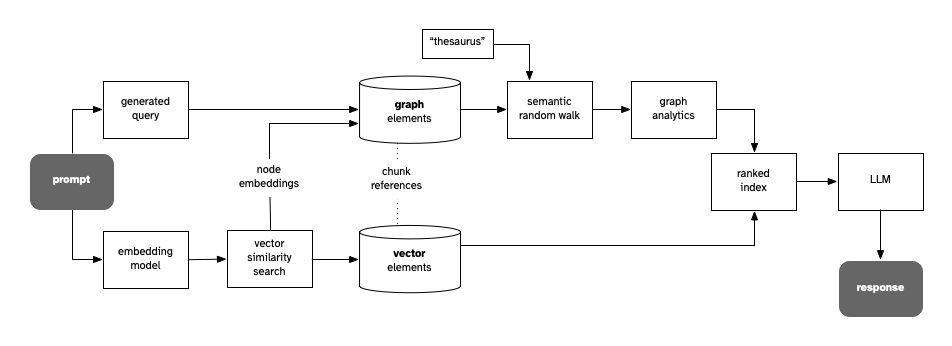 “thesaurus”
generated
query
graph
elements
semantic
random walk
graph
analytics
prompt
node
embeddings
chunk
references
ranked
index
LLM
embedding
model
vector
similarity
search
vector
elements
response